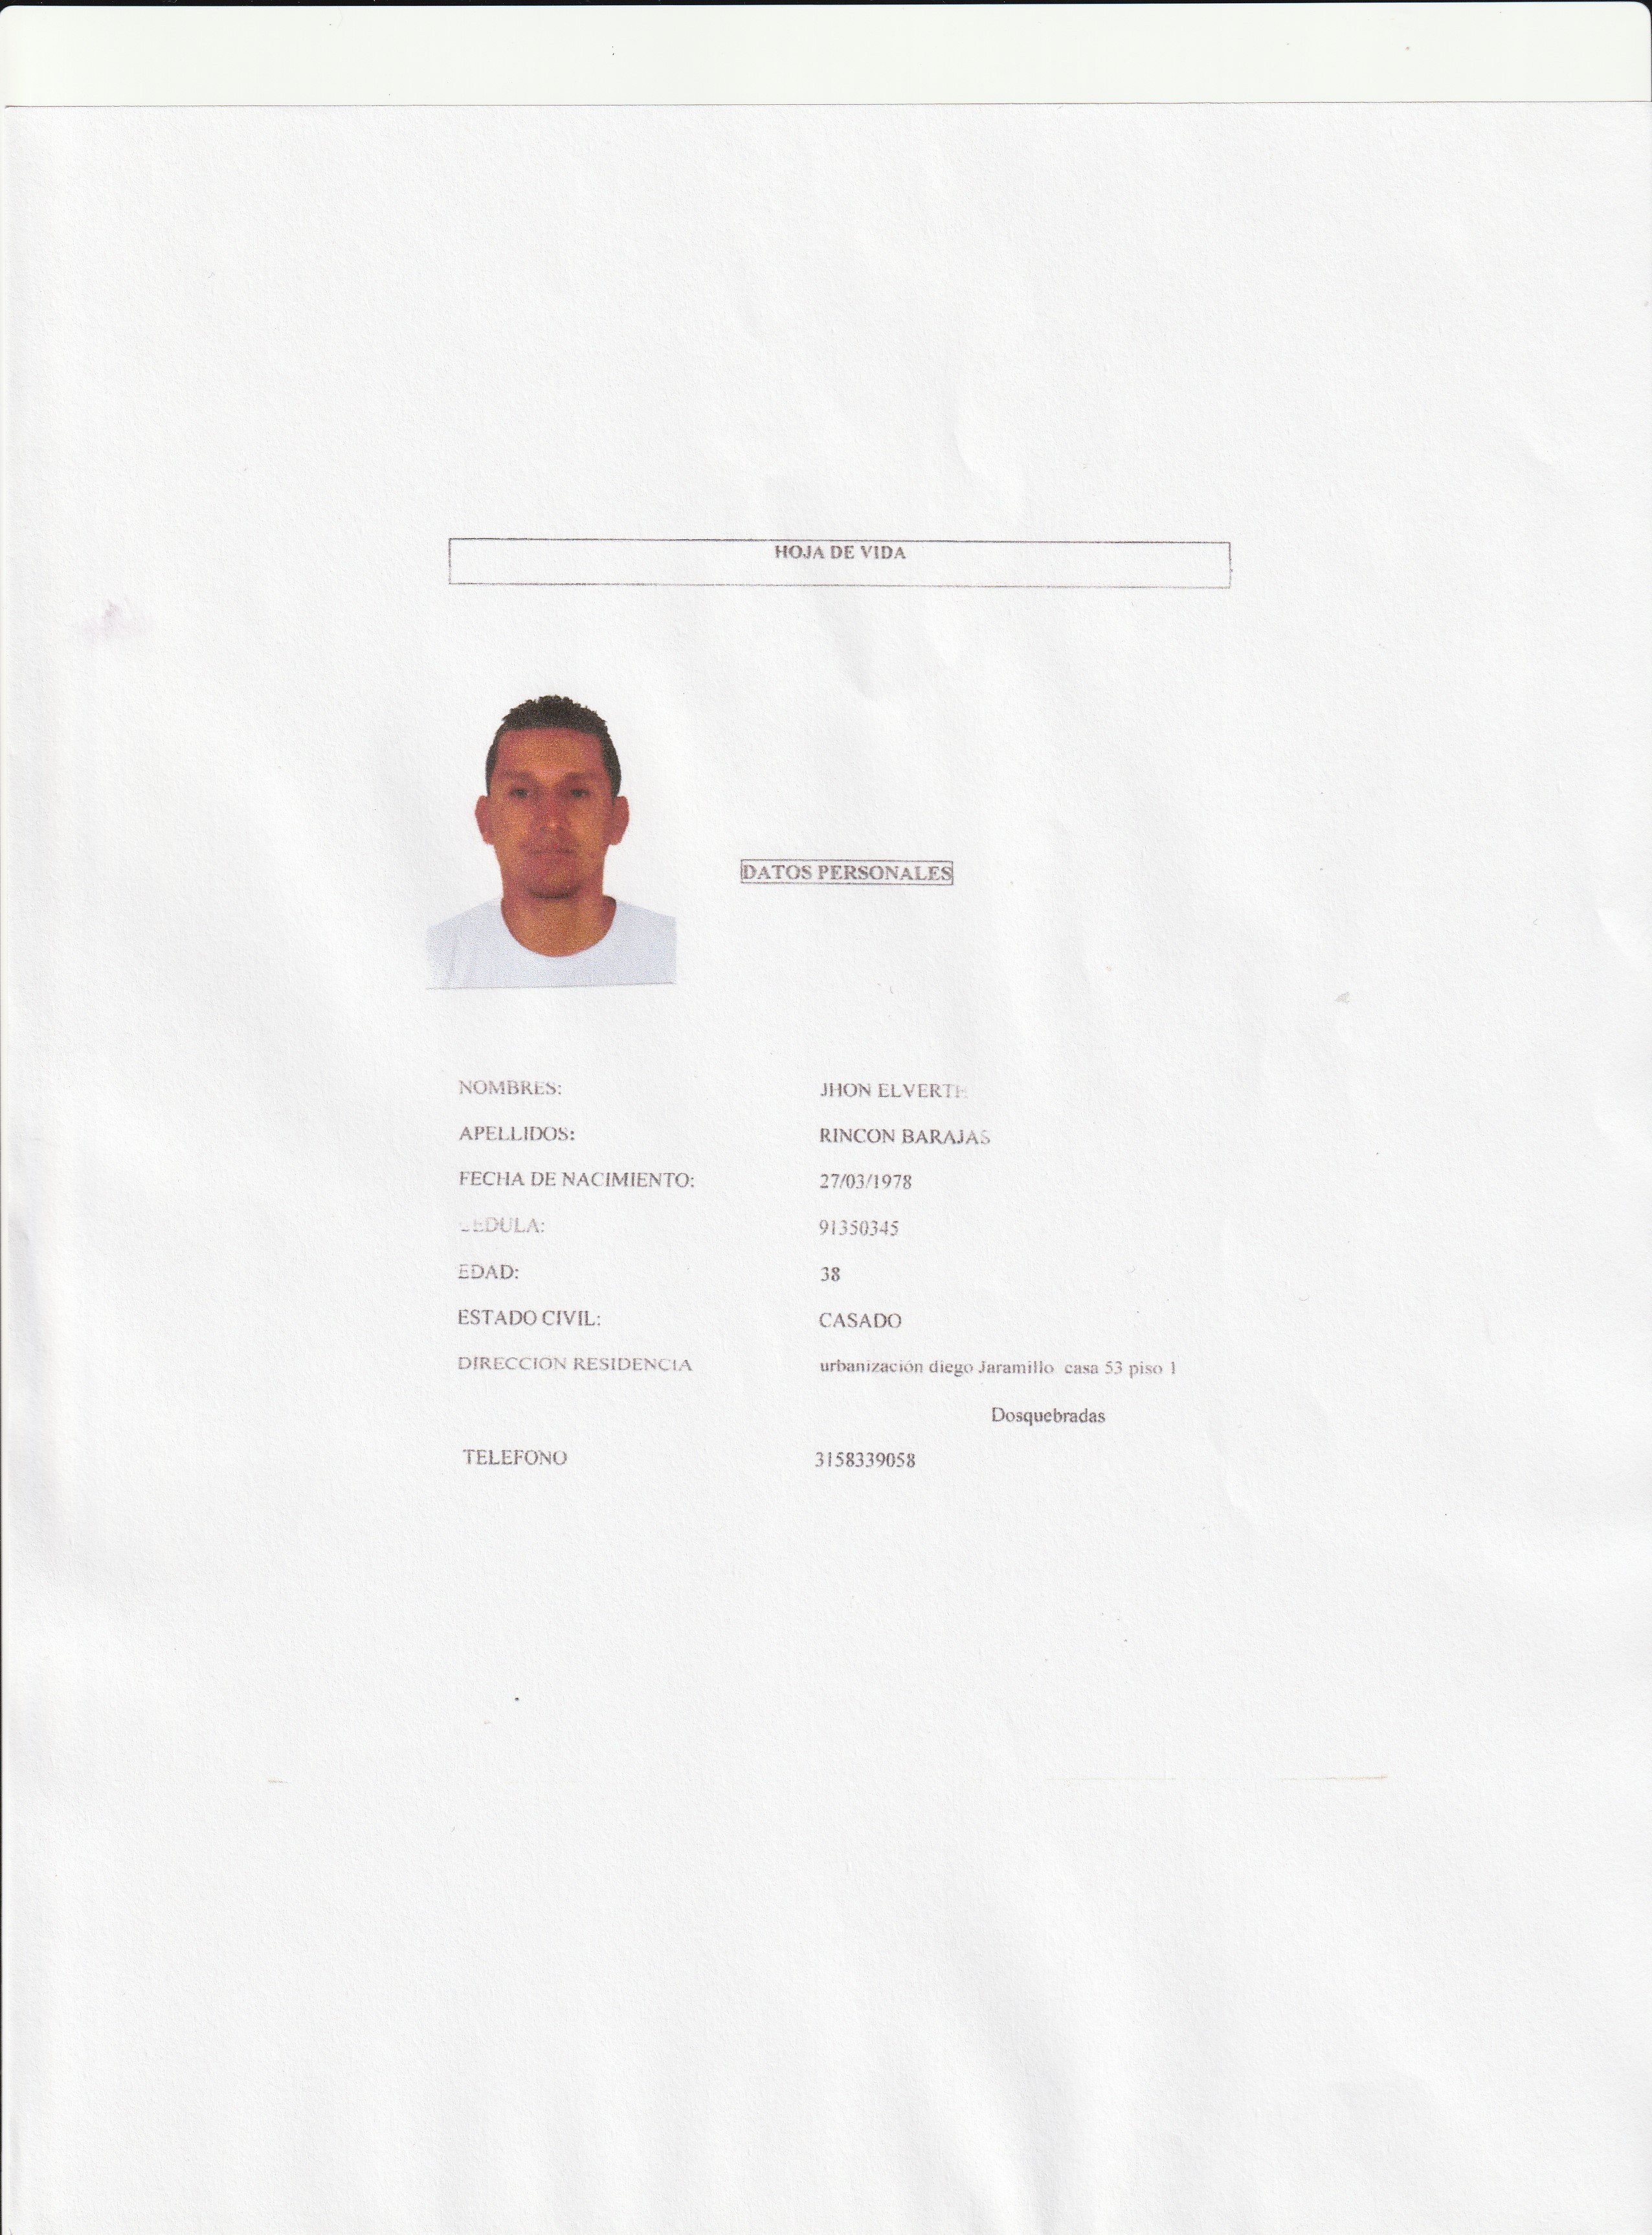 HOJA DE VIDA
DATOS PERSONALES
NOMBRES: JHON ELVERTH
APELLIDOS: RINCON BARAJAS
FECHA DE NACIMIENTO: 27/03/1978
CEDULA: 91350345
EDAD: 38
ESTADO CIVIL: CASADO
DIRECCION RESIDENCIA urbanización diego Jaramillo casa 53 piso 1
Dosquebradas
TELEFONO 3158339058